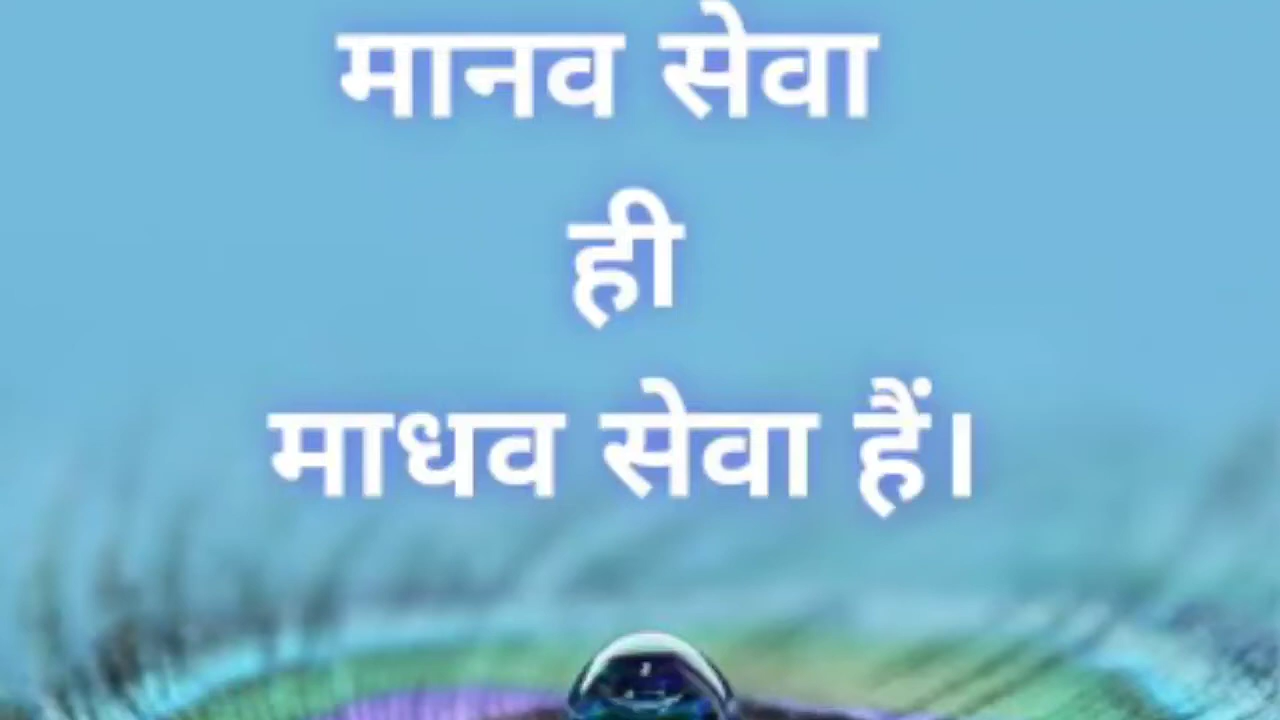 मानव सेवा
ही
माधव सेवा हैं।